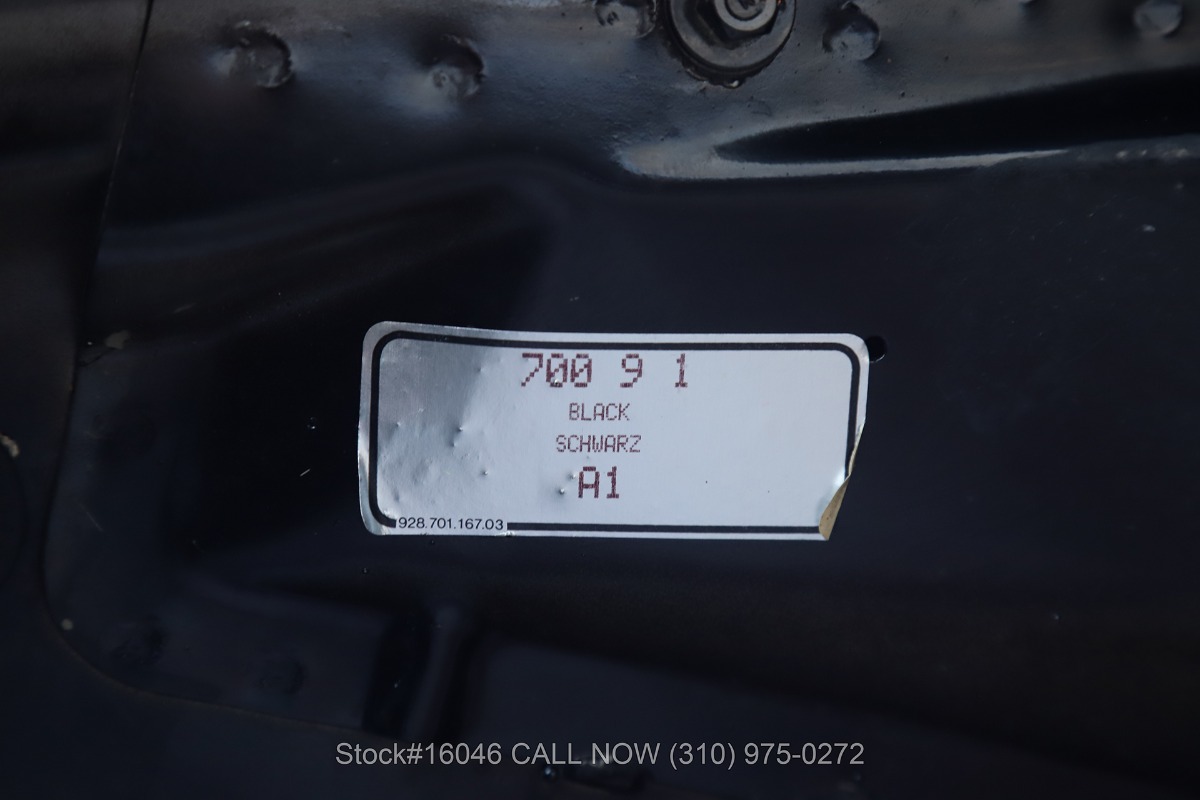 700 9 1
BLACK
SCHWARZ
A1
928.701.167.03
Stock#16046 CALL NOW (310) 975-0272